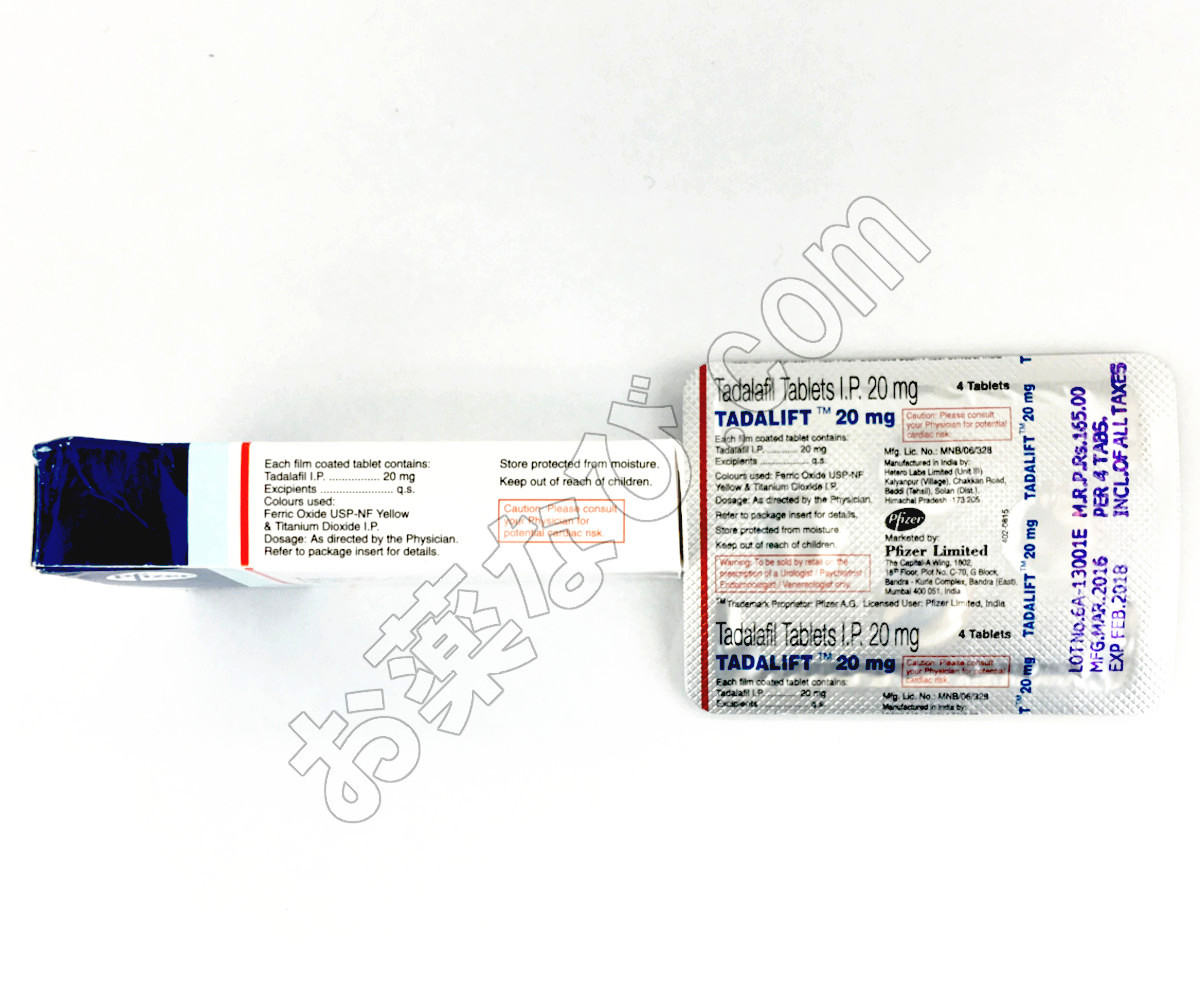 Pfizer
Each film coated tablet contains:
Tadalafil I.P. ................ 20 mg
Excipients ....................... q.s.
Colours used:
Ferric Oxide USP-NF Yellow
& Titanium Dioxide I.P.
Dosage: As directed by the Physician.
Refer to package insert for details.
Store protected from moisture.
Keep out of reach of children.
Caution: Please consult
your Physician for
potential cardiac risk.
お薬なび.com
Tadalafil Tablets I.P. 20 mg
4 Tablets
TADALIFT ™ 20 mg
Caution: Please consult
your Physician for potential
cardiac risk.
Each film coated tablet contains:
Tadalafil I.P. ............ 20 mg
Excipients .................. q.s.
Colours used: Ferric Oxide USP-NF
Yellow & Titanium Dioxide I.P.
Dosage: As directed by the Physician.
Refer to package insert for details.
Store protected from moisture
Keep out of reach of children.
Warning: To be sold by retail on the
prescription of a Urologist / Psychiatrist /
Endocrinologist / Venereologist only.
Mfg. Lic. No.: MNB/06/328
Manufactured in India by:
Hetero Labs Limited (Unit III)
Kalyanpur (Village), Chakkan Road,
Baddi (Tehsil), Solan (Dist.).
Himachal Pradesh 173 205
Pfizer
Marketed by:
Pfizer Limited
The Capital-A Wing, 1802,
18th Floor, Plot No. C-70, G Block,
Bandra - Kurla Complex, Bandra (East),
Mumbai 400 051, India
402-0815
™Trademark Proprietor: Pfizer A.G. Licensed User: Pfizer Limited, India
Tadalafil Tablets I.P. 20 mg
4 Tablets
TADALIFT ™ 20 mg
Caution: Please consult
your Physician for potential
cardiac risk.
Each film coated tablet contains:
Tadalafil I.P. ............ 20 mg
Excipients .................. q.s.
Mfg. Lic. No.: MNB/06/328
Manufactured in India by:
T™ 20 mg TADALIFT™ 20 mg TADALIFT™ 20 mg T
LOT No.6A-13001E M.R.P.Rs.165.00
MFG.MAR.2016 PER 4 TABS.
EXP FEB.2018 INCL.OF ALL TAXES